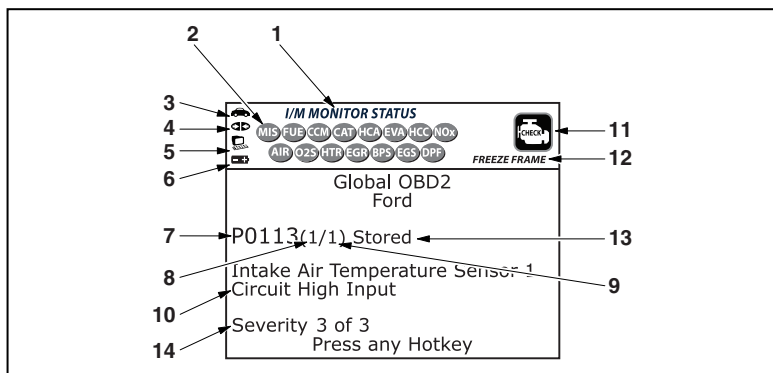 2 1
3 I/M MONITOR STATUS
4 MIS FUE CCM CAT HCA EVA HCC NOx CHECK 11
5 AIR O2S HTR EGR BPS EGS DPF
6 FREEZE FRAME 12
Global OBD2
Ford
7 P0113(1/1) Stored 13
8 9
Intake Air Temperature Sensor 1
10 Circuit High Input
14 Severity 3 of 3
Press any Hotkey